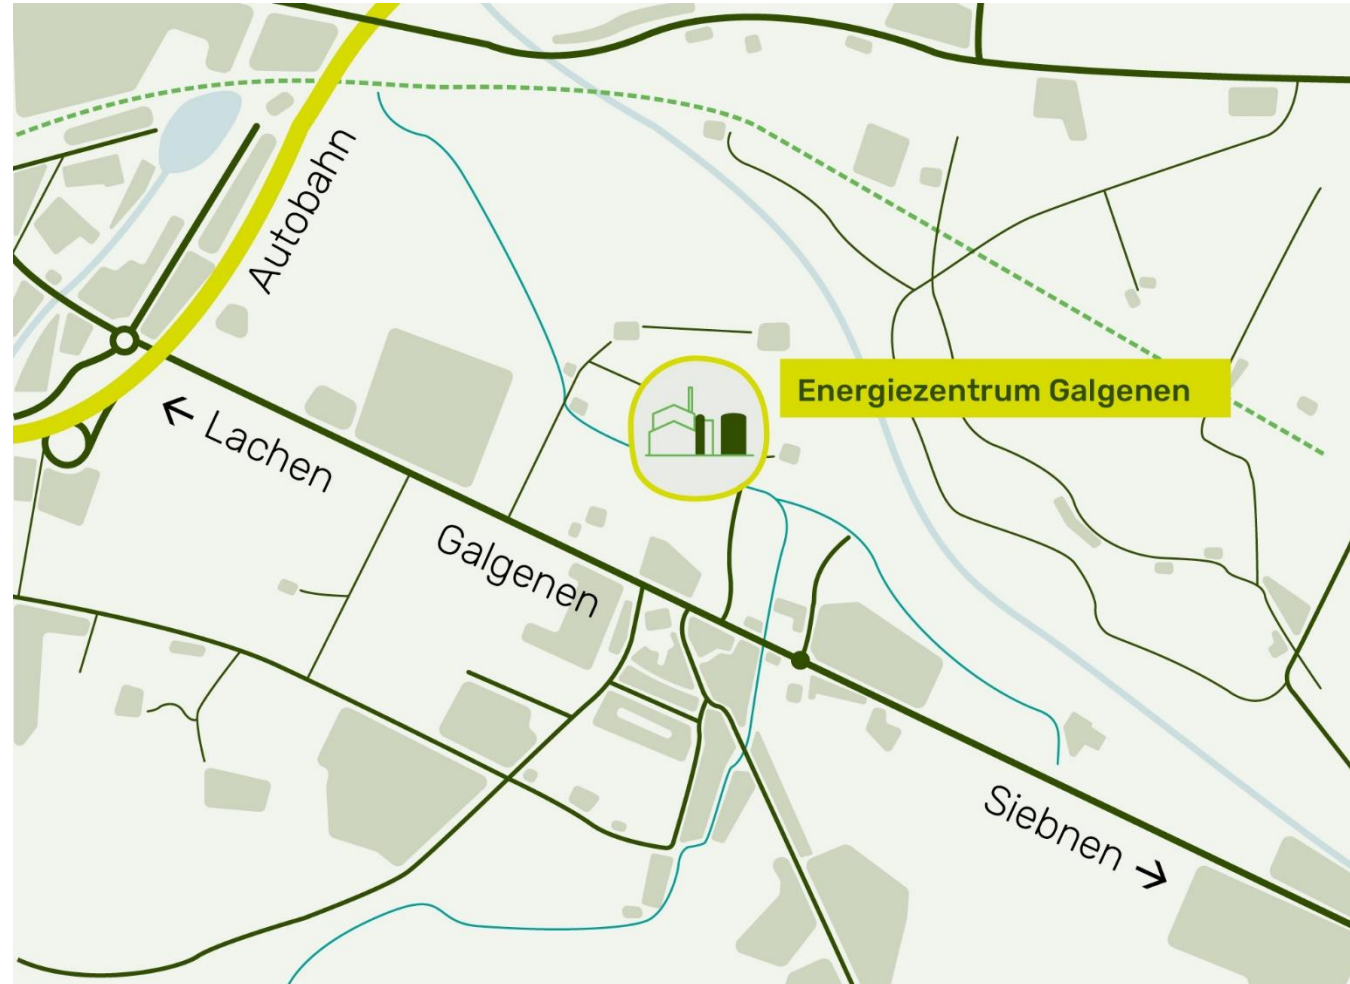 Autobahn
Energiezentrum Galgenen
← Lachen
Galgenen
Siebnen →